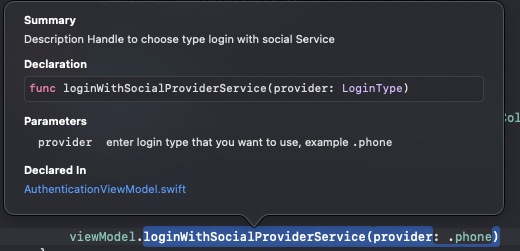 Summary
Description Handle to choose type login with social Service
Declaration
func loginWithSocialProviderService(provider: LoginType)
Parameters
provider enter login type that you want to use, example .phone
Col
Declared In
AuthenticationViewModel.swift
viewModel.loginWithSocialProviderService(provider: .phone)